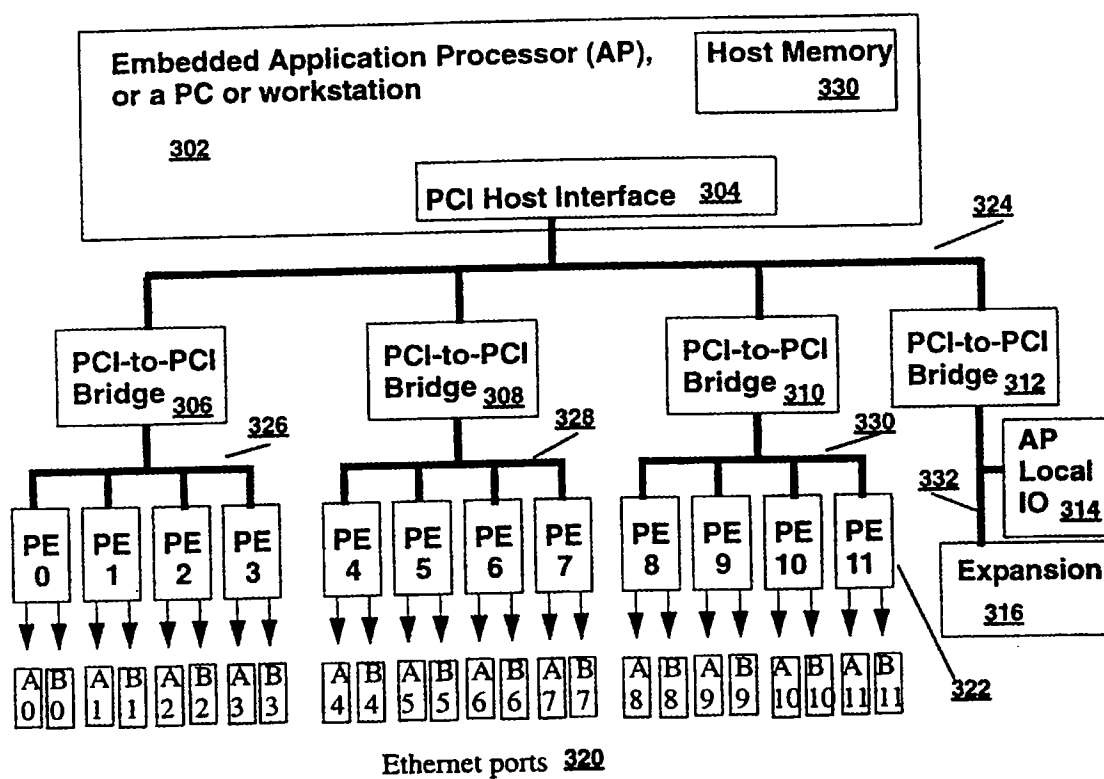 Embedded Application Processor (AP),
or a PC or workstation
302
Host Memory
330
PCI Host Interface 304
324
PCI-to-PCI
Bridge 306
PCI-to-PCI
Bridge 308
PCI-to-PCI
Bridge 310
PCI-to-PCI
Bridge 312
326
328
330
332
AP
Local
IO 314
Expansion
316
PE
0
PE
1
PE
2
PE
3
PE
4
PE
5
PE
6
PE
7
PE
8
PE
9
PE
10
PE
11
322
A
0
B
0
A
1
B
1
A
2
B
2
A
3
B
3
A
4
B
4
A
5
B
5
A
6
B
6
A
7
B
7
A
8
B
8
A
9
B
9
A
10
B
10
A
11
B
11
Ethernet ports 320